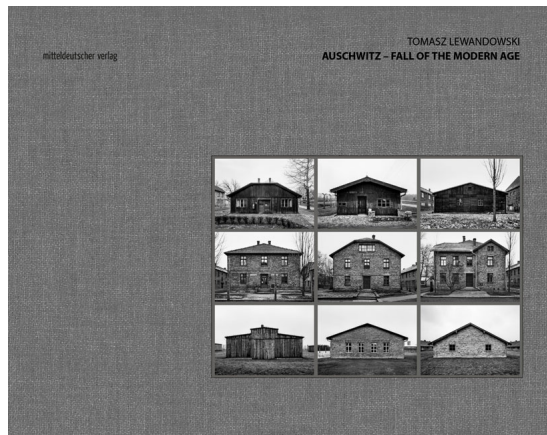 TOMASZ LEWANDOWSKI
mitteldeutscher verlag
AUSCHWITZ – FALL OF THE MODERN AGE